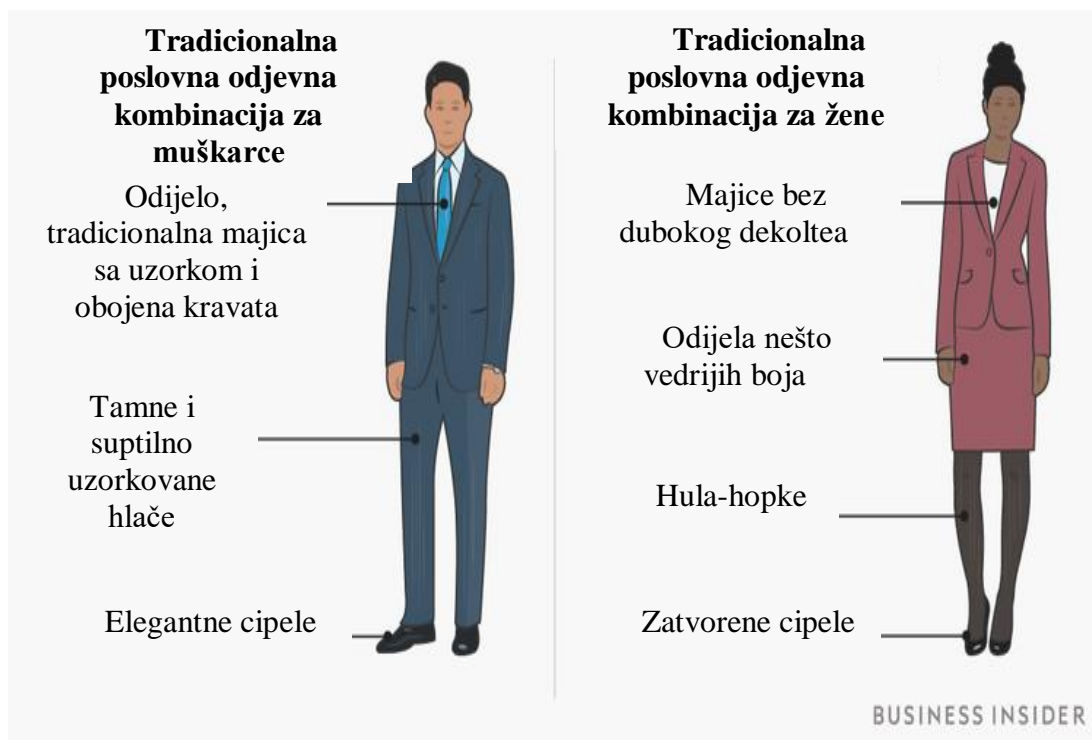 Tradicionalna
poslovna odjevna
kombinacija za
muškarce
Odijelo,
tradicionalna majica
sa uzorkom i
obojena kravata
Tamne i
suptilno
uzorkovane
hlače
Elegantne cipele
Tradicionalna
poslovna odjevna
kombinacija za žene
Majice bez
dubokog dekoltea
Odijela nešto
vedrijih boja
Hula-hopke
Zatvorene cipele
BUSINESS INSIDER